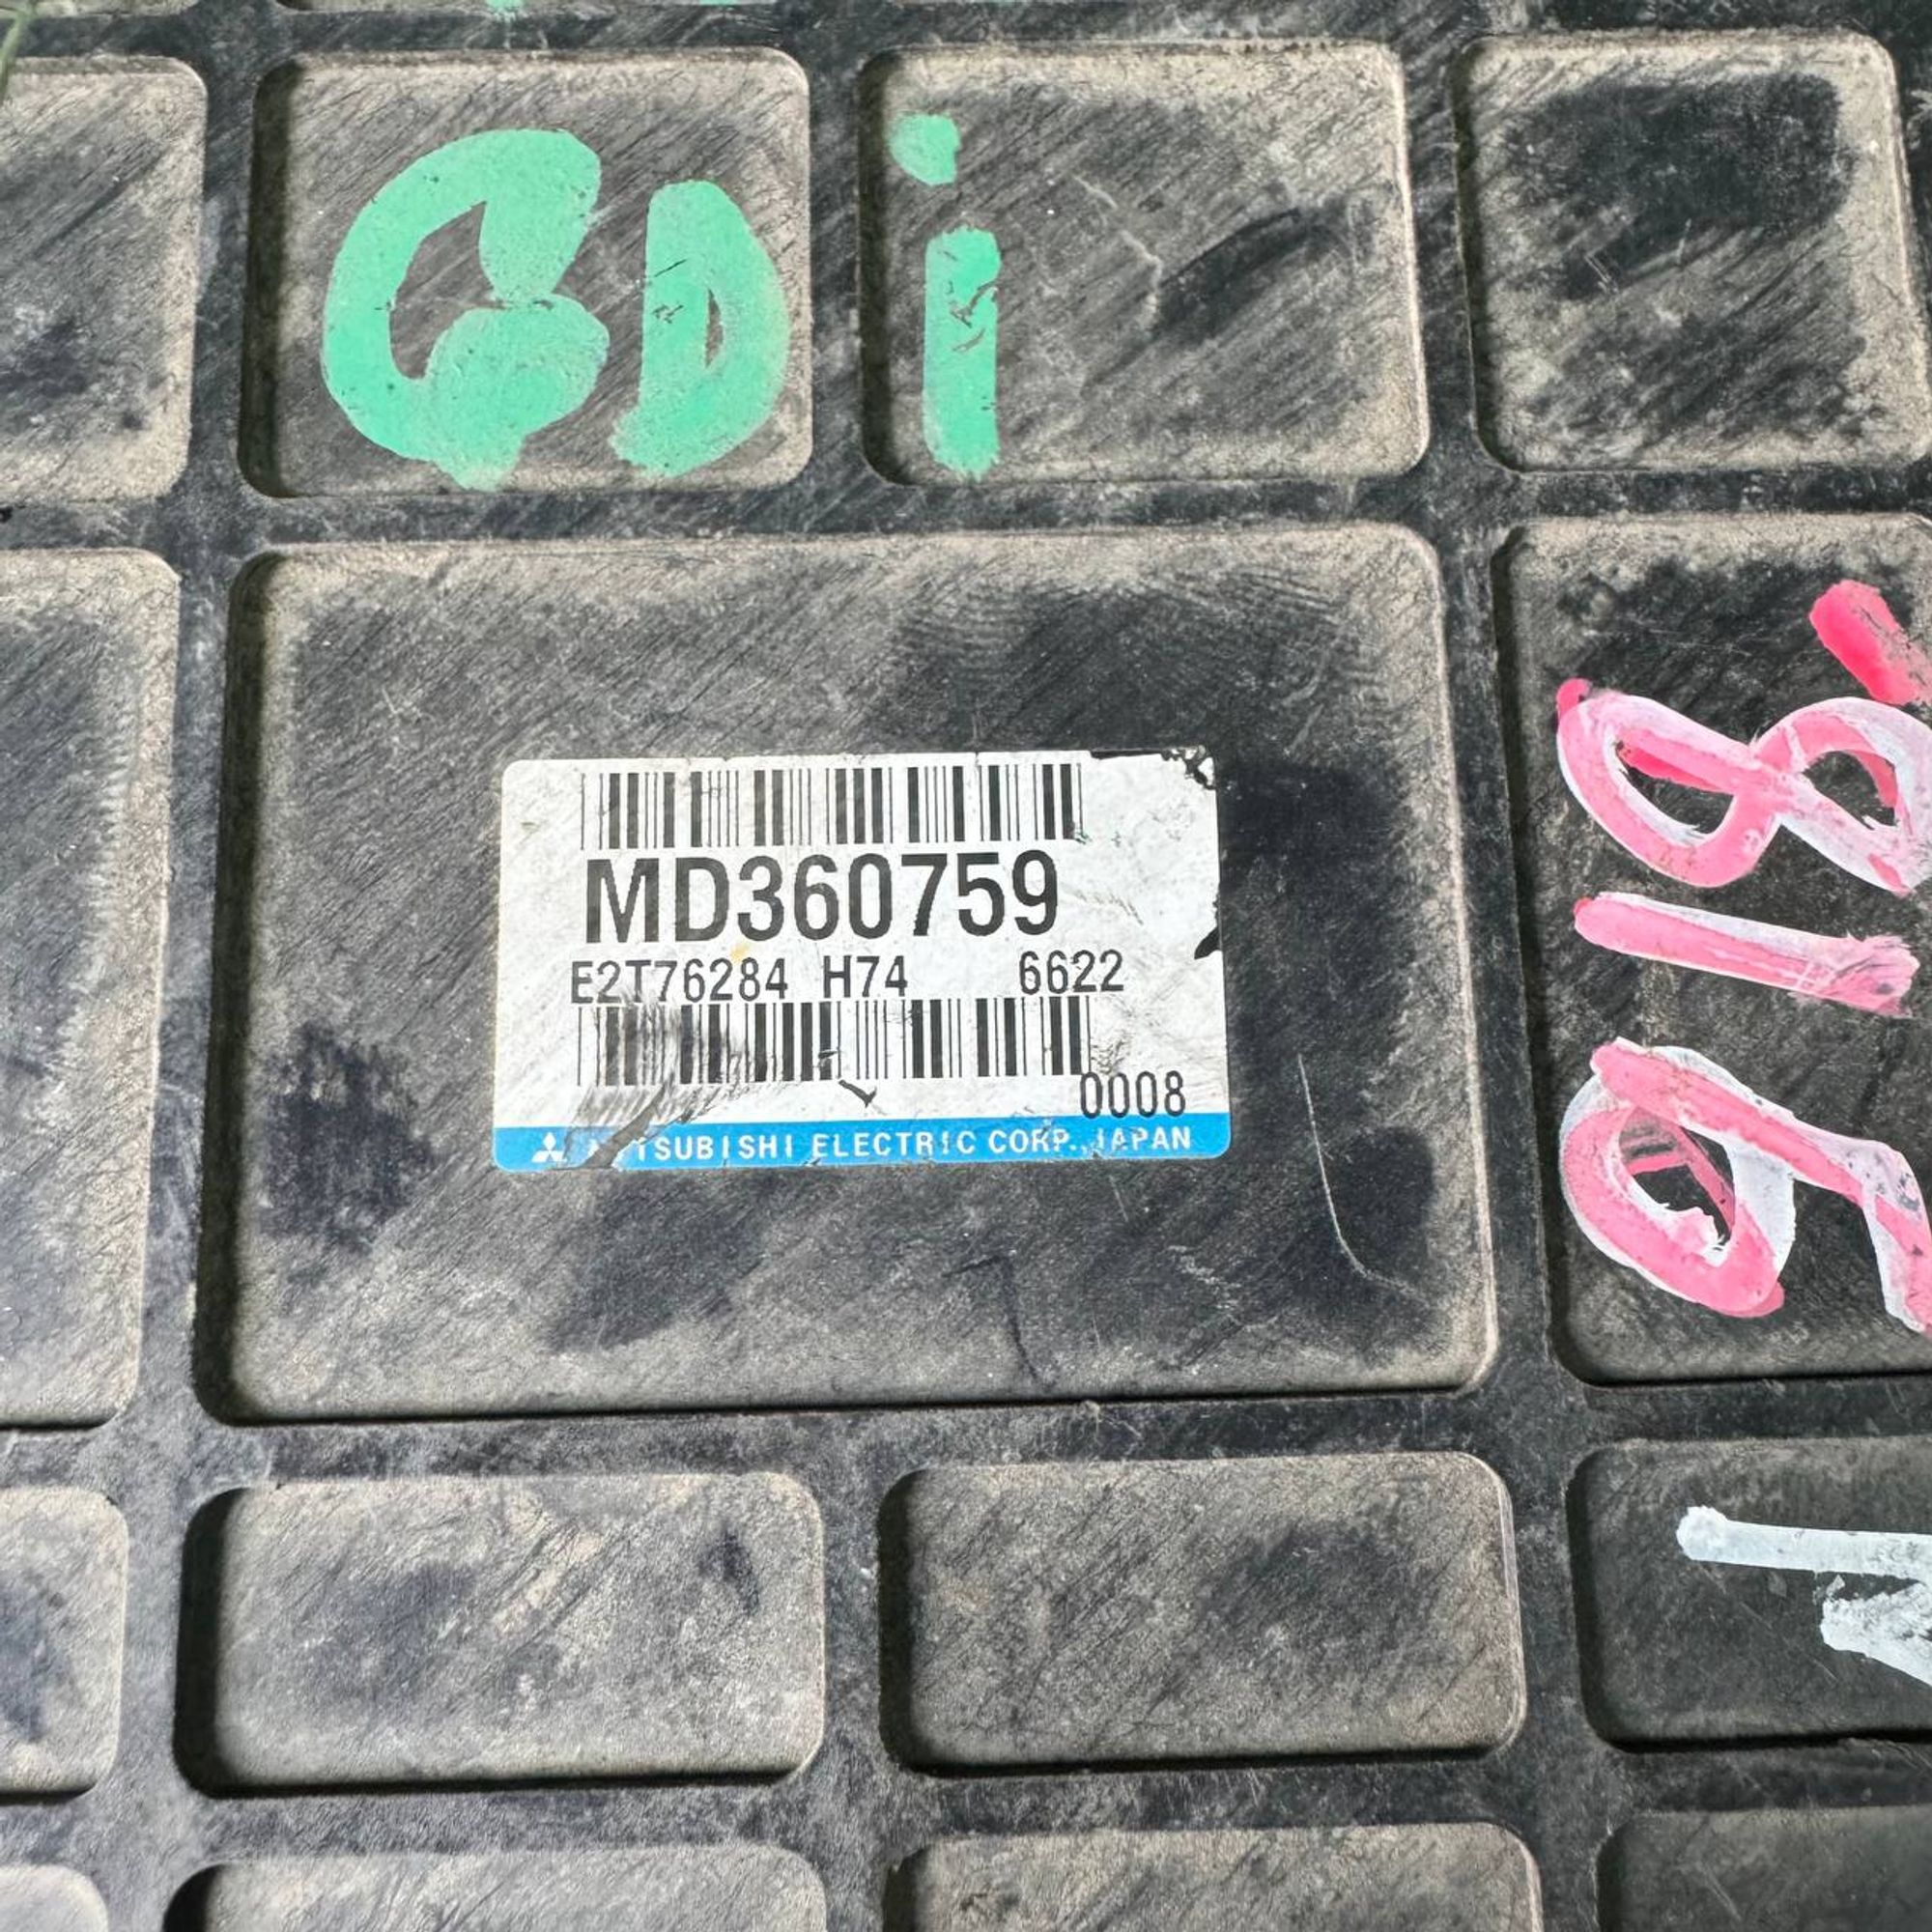 GDi
MD360759
E2T76284 H74 6622
0008
MITSUBISHI ELECTRIC CORP. JAPAN